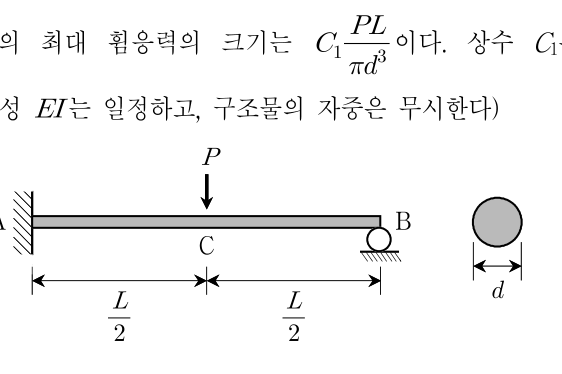 의 최대 휨응력의 크기는 C₁ PL/πd³ 이다. 상수 C₁
성 EI는 일정하고, 구조물의 자중은 무시한다)
P
A B
C
L/2 L/2 d